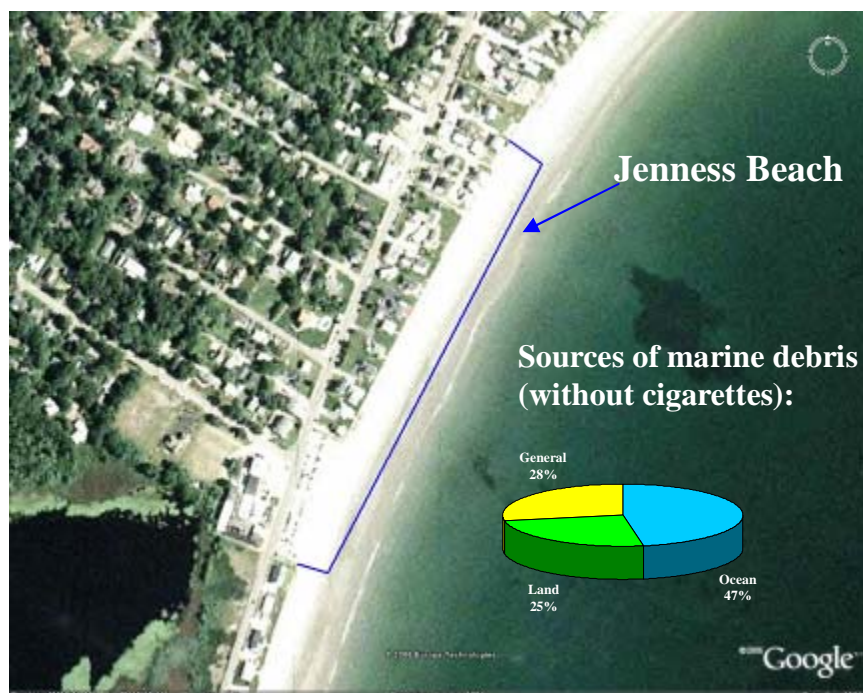 Jenness Beach
Sources of marine debris
(without cigarettes):
General
28%
Land
25%
Ocean
47%
Google